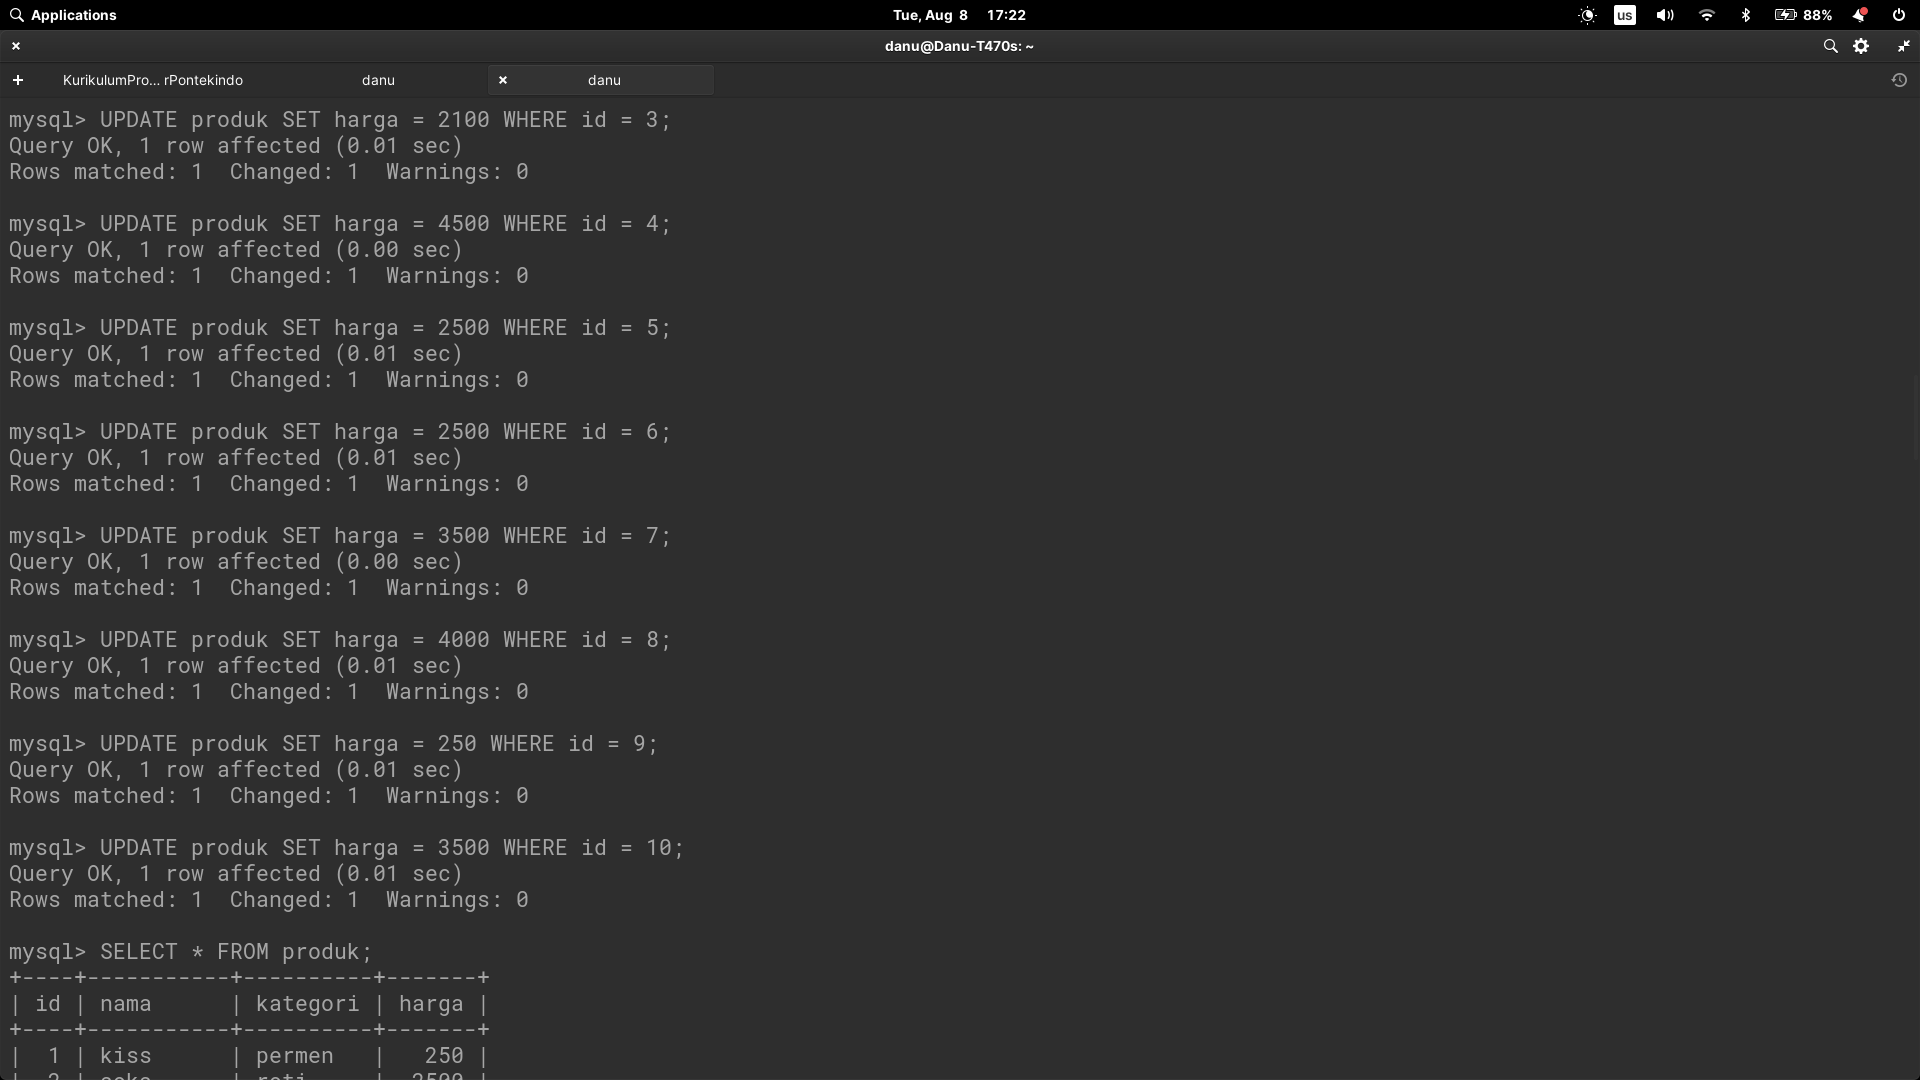 Applications
Tue, Aug 8 17:22
us
88%
danu@Danu-T470s: ~
KurikulumPro... rPontekindo
danu
danu
mysql> UPDATE produk SET harga = 2100 WHERE id = 3;
Query OK, 1 row affected (0.01 sec)
Rows matched: 1  Changed: 1  Warnings: 0
mysql> UPDATE produk SET harga = 4500 WHERE id = 4;
Query OK, 1 row affected (0.00 sec)
Rows matched: 1  Changed: 1  Warnings: 0
mysql> UPDATE produk SET harga = 2500 WHERE id = 5;
Query OK, 1 row affected (0.01 sec)
Rows matched: 1  Changed: 1  Warnings: 0
mysql> UPDATE produk SET harga = 2500 WHERE id = 6;
Query OK, 1 row affected (0.01 sec)
Rows matched: 1  Changed: 1  Warnings: 0
mysql> UPDATE produk SET harga = 3500 WHERE id = 7;
Query OK, 1 row affected (0.00 sec)
Rows matched: 1  Changed: 1  Warnings: 0
mysql> UPDATE produk SET harga = 4000 WHERE id = 8;
Query OK, 1 row affected (0.01 sec)
Rows matched: 1  Changed: 1  Warnings: 0
mysql> UPDATE produk SET harga = 250 WHERE id = 9;
Query OK, 1 row affected (0.01 sec)
Rows matched: 1  Changed: 1  Warnings: 0
mysql> UPDATE produk SET harga = 3500 WHERE id = 10;
Query OK, 1 row affected (0.01 sec)
Rows matched: 1  Changed: 1  Warnings: 0
mysql> SELECT * FROM produk;
+----+-----------+----------+-------+
| id | nama      | kategori | harga |
+----+-----------+----------+-------+
|  1 | kiss      | permen   |   250 |